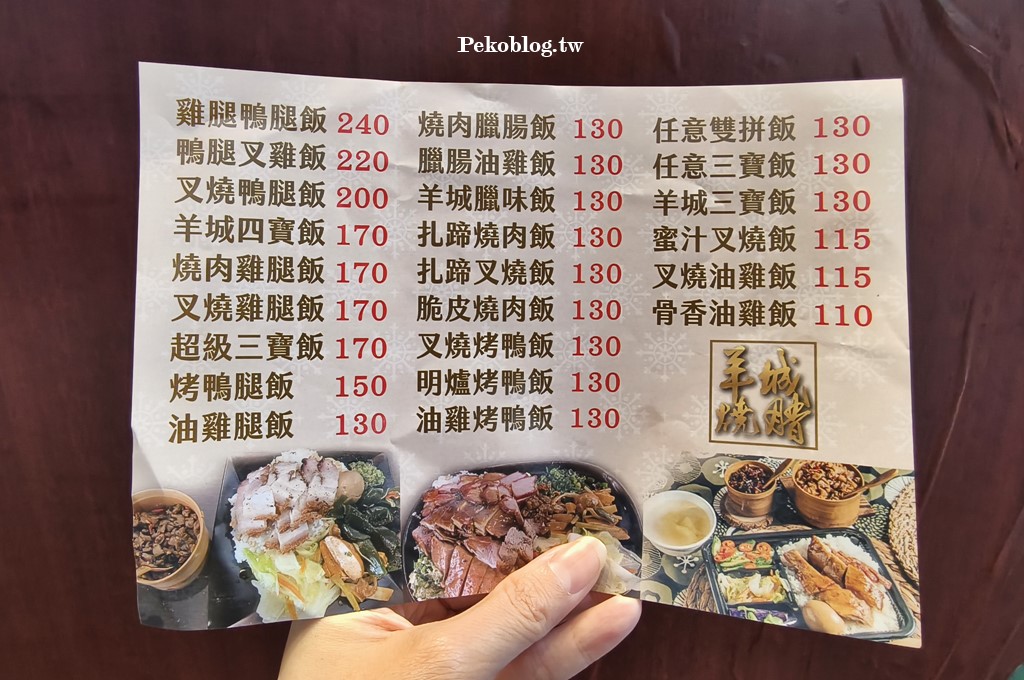 Pekoblog.tw
雞腿鴨腿飯 240
鴨腿叉雞飯 220
叉燒鴨腿飯 200
羊城四寶飯 170
燒肉雞腿飯 170
叉燒雞腿飯 170
超級三寶飯 170
烤鴨腿飯 150
油雞腿飯 130
燒肉臘腸飯 130
臘腸油雞飯 130
羊城臘味飯 130
扎蹄燒肉飯 130
扎蹄叉燒飯 130
脆皮燒肉飯 130
叉燒烤鴨飯 130
明爐烤鴨飯 130
油雞烤鴨飯 130
任意雙拼飯 130
任意三寶飯 130
羊城三寶飯 130
蜜汁叉燒飯 115
叉燒油雞飯 115
骨香油雞飯 110
羊城
燒臘